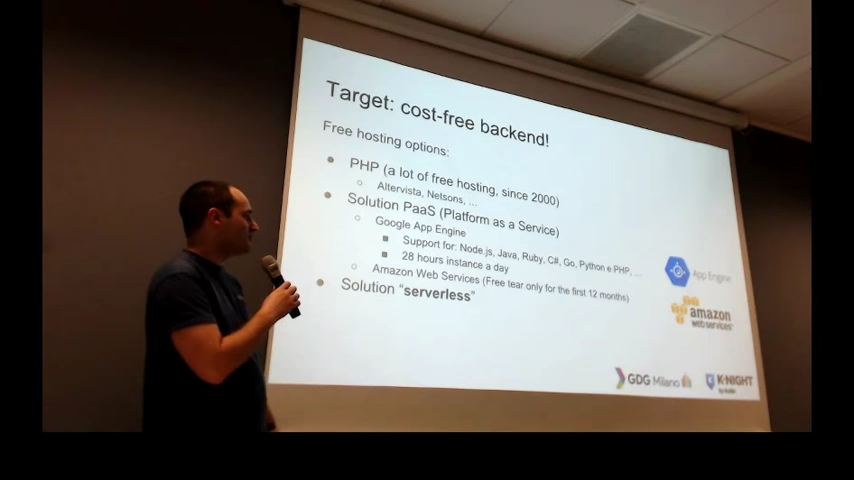 Target: cost-free backend!
Free hosting options:
● PHP (a lot of free hosting, since 2000)
○ Altervista, Netsons, ...
● Solution PaaS (Platform as a Service)
○ Google App Engine
■ Support for: Node.js, Java, Ruby, C#, Go, Python e PHP, ...
■ 28 hours instance a day
○ Amazon Web Services (Free tear only for the first 12 months)
● Solution “serverless”
App Engine
amazon
webservices
GDG Milano
K-NIGHT